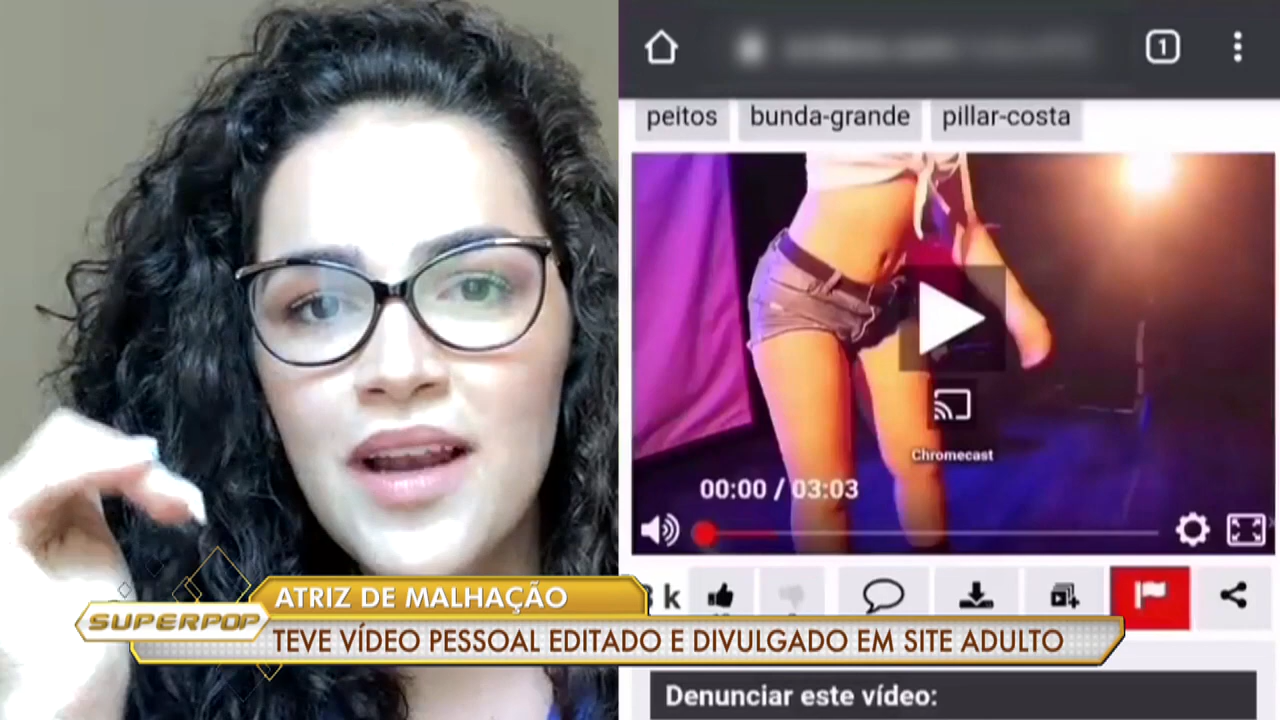 1
peitos
bunda-grande
pillar-costa
Chromecast
00:00 / 03:03
k
ATRIZ DE MALHAÇÃO
SUPERPOP
TEVE VÍDEO PESSOAL EDITADO E DIVULGADO EM SITE ADULTO
Denunciar este vídeo: